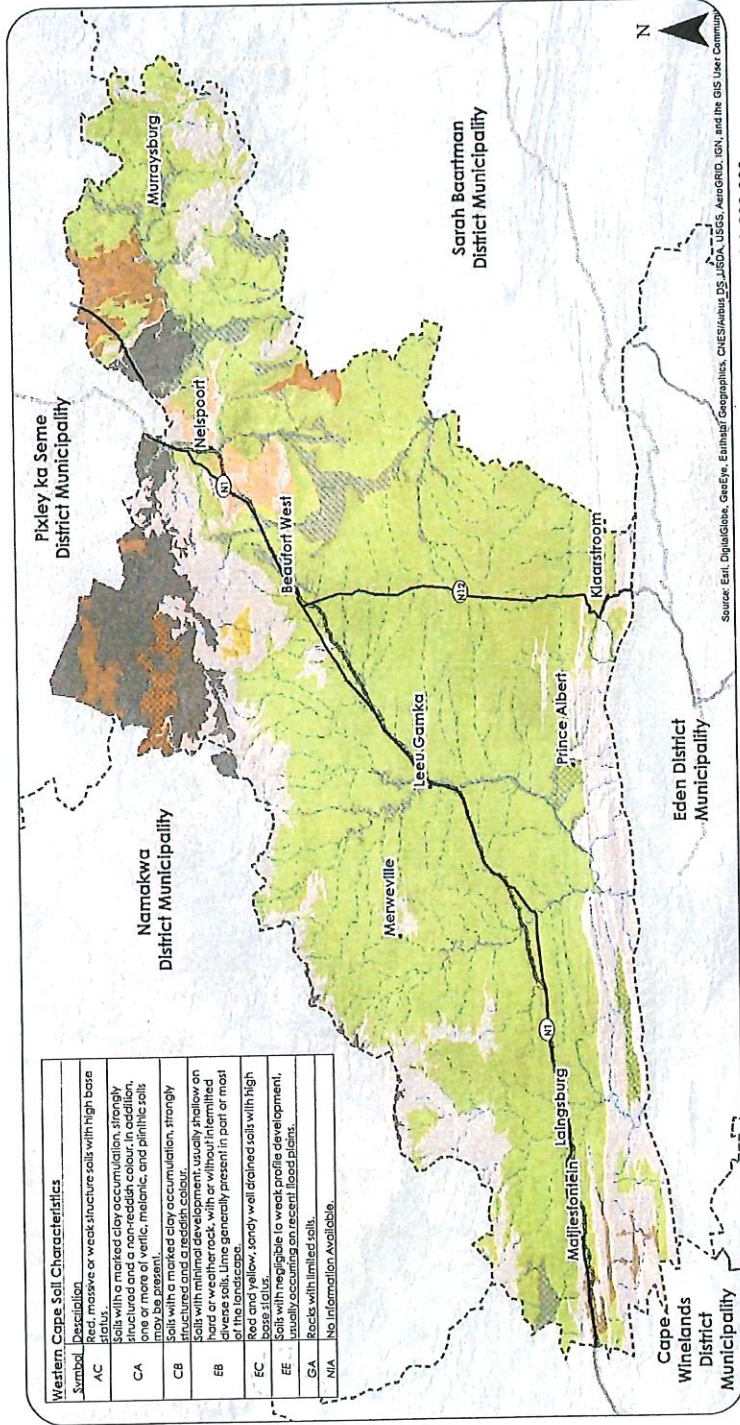 Western Cape Soil Characteristics
Symbol Description
AC Red, massive or weak structure soils with high base
status.
CA Soils with a marked clay accumulation, strongly
structured and a non-reddish colour. In addition,
one or more of vertic, melanic, and plinthic soils
may be present.
CB Soils with a marked clay accumulation, strongly
structured and a reddish colour.
EB Soils with minimal development, usually shallow on
hard or weather rock, with or without intermitted
diverse soils. Lime generally present in part or most
of the landscape.
EC Red and yellow, sandy well drained soils with high
base status.
EE Soils with negligible to weak profile development,
usually occurring on recent flood plains.
GA Rocks with limited soils.
N/A No Information Available.
Pixley ka Seme
District Municipality
Namakwa
District Municipality
Murraysburg
Nelspoort
N1
Beaufort West
Sarah Baartman
District Municipality
Merweville
Leeu Gamka
N12
Klaarstroom
Prince Albert
N1
Laingsburg
Matjiesfontein
Cape
Winelands
District
Municipality
Eden District
Municipality
N
Source: Esri, DigitalGlobe, GeoEye, Earthstar Geographics, CNES/Airbus DS, USDA, USGS, AeroGRID, IGN, and the GIS User Commun